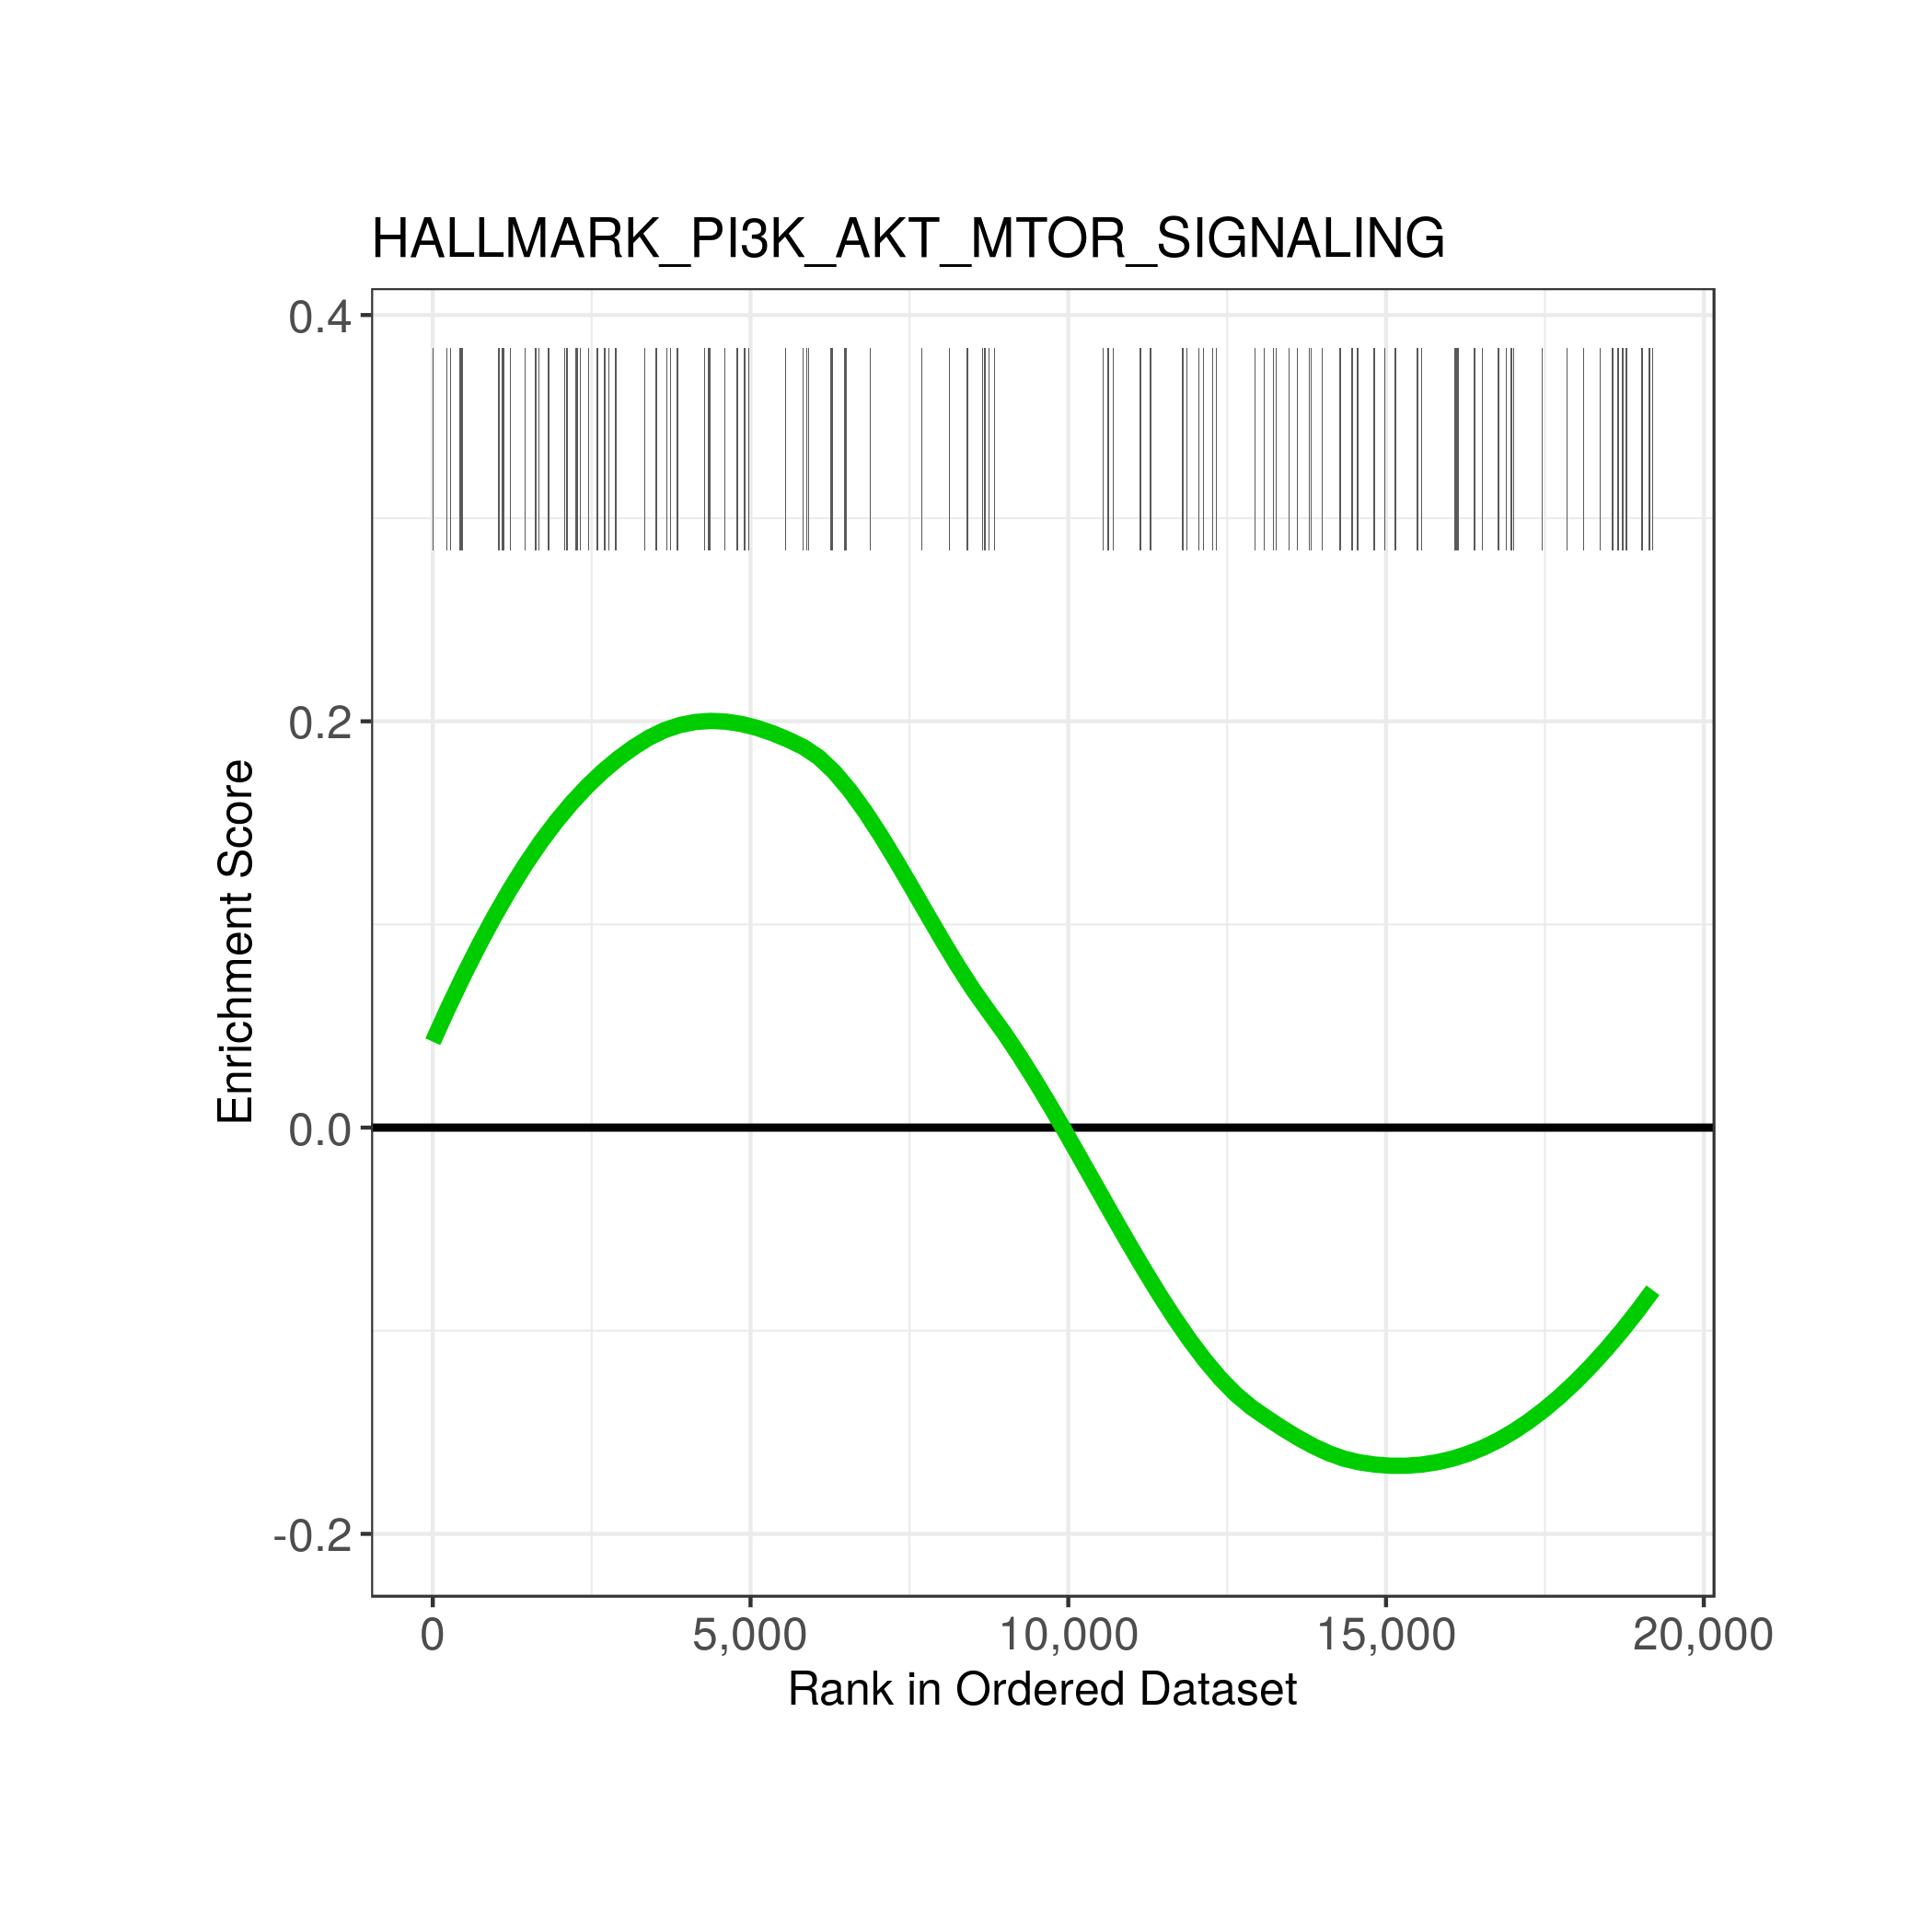 HALLMARK_PI3K_AKT_MTOR_SIGNALING
0.4
0.2
0.0
-0.2
Enrichment Score
0 5,000 10,000 15,000 20,000
Rank in Ordered Dataset